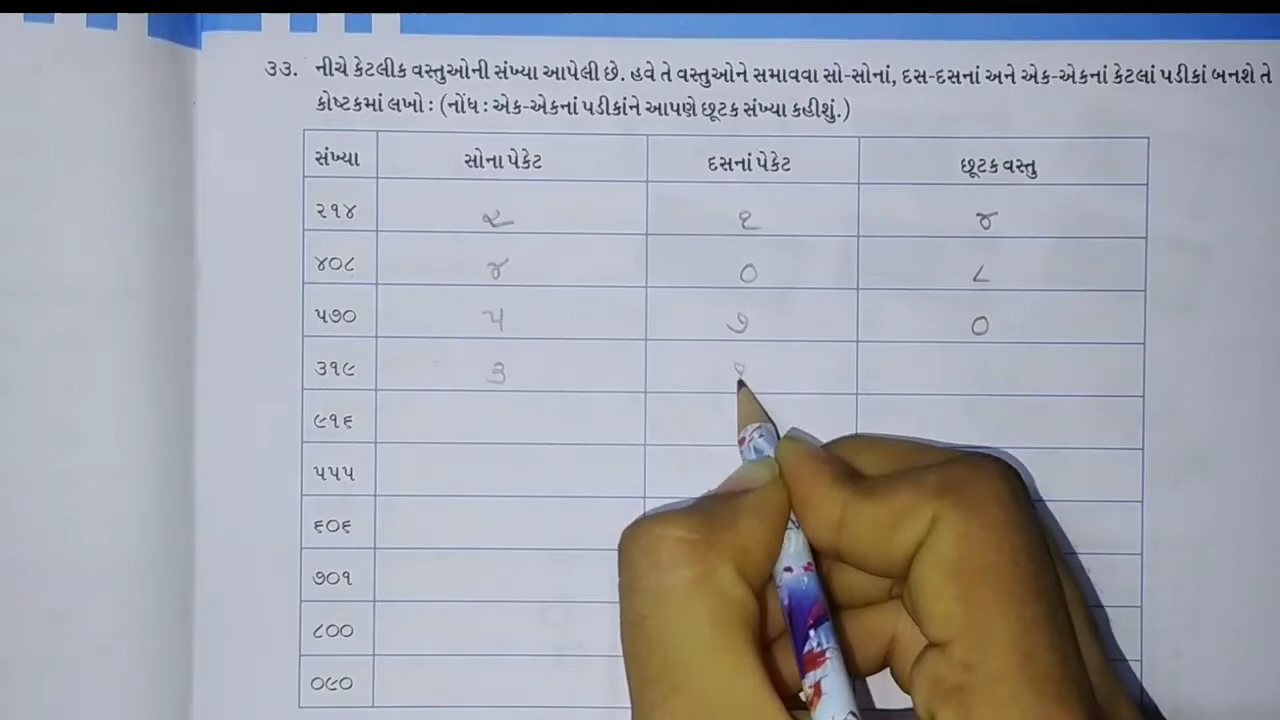 ૩૩. નીચે કેટલીક વસ્તુઓની સંખ્યા આપેલી છે. હવે તે વસ્તુઓને સમાવવા સો-સોનાં, દસ-દસનાં અને એક-એકનાં કેટલાં પડીકાં બનશે તે
કોષ્ટકમાં લખો : (નોંધ : એક-એકનાં પડીકાંને આપણે છૂટક સંખ્યા કહીશું.)
સંખ્યા સોના પેકેટ દસનાં પેકેટ છૂટક વસ્તુ
૨૧૪ ૨ ૧ ૪
૪૦૮ ૪ ૦ ૮
૫૭૦ ૫ ૭ ૦
૩૧૯ ૩ ૧
૯૧૬
૫૫૫
૬૦૬
૭૦૧
૮૦૦
૦૯૦